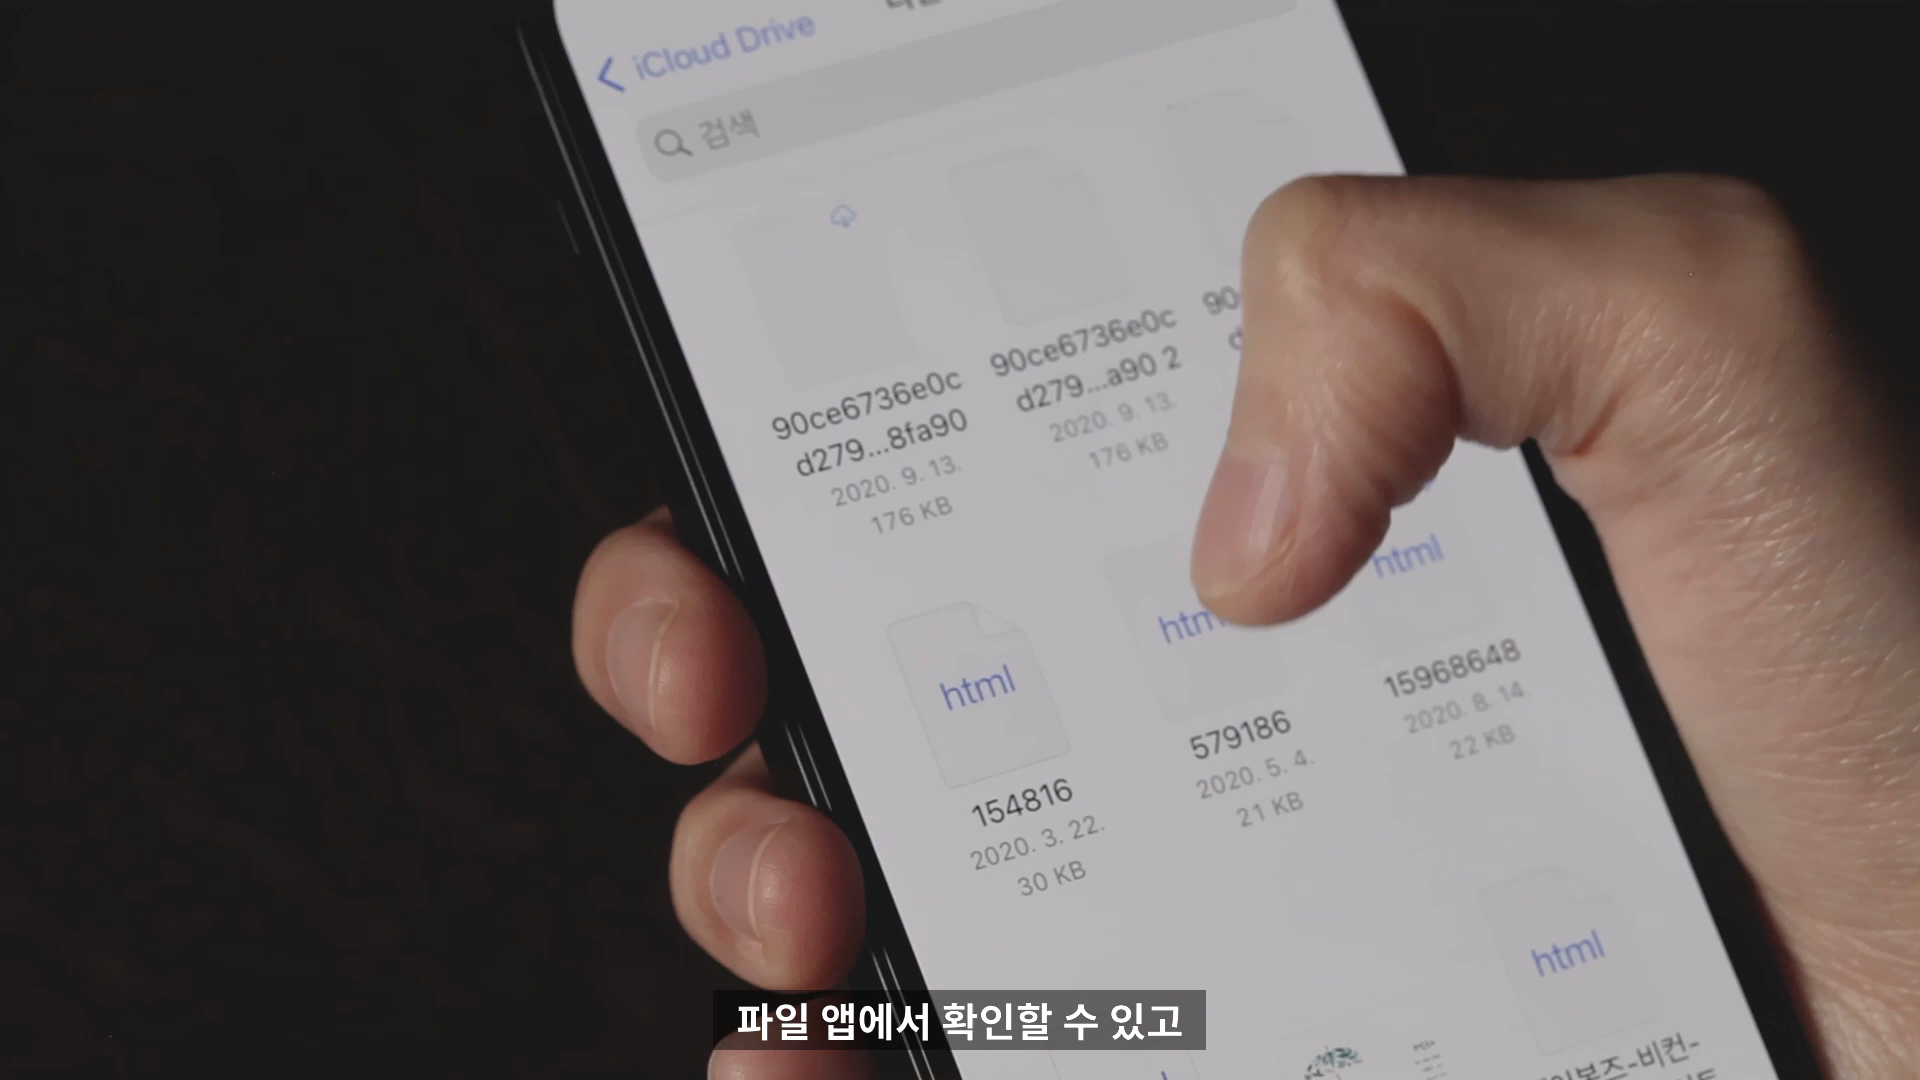 iCloud Drive
검색
90ce6736e0c
d279...8fa90
2020. 9. 13.
176 KB
90ce6736e0c
d279...a90 2
2020. 9. 13.
176 KB
90
html
154816
2020. 3. 22.
30 KB
html
579186
2020. 5. 4.
21 KB
html
15968648
2020. 8. 14.
22 KB
html
파일 앱에서 확인할 수 있고